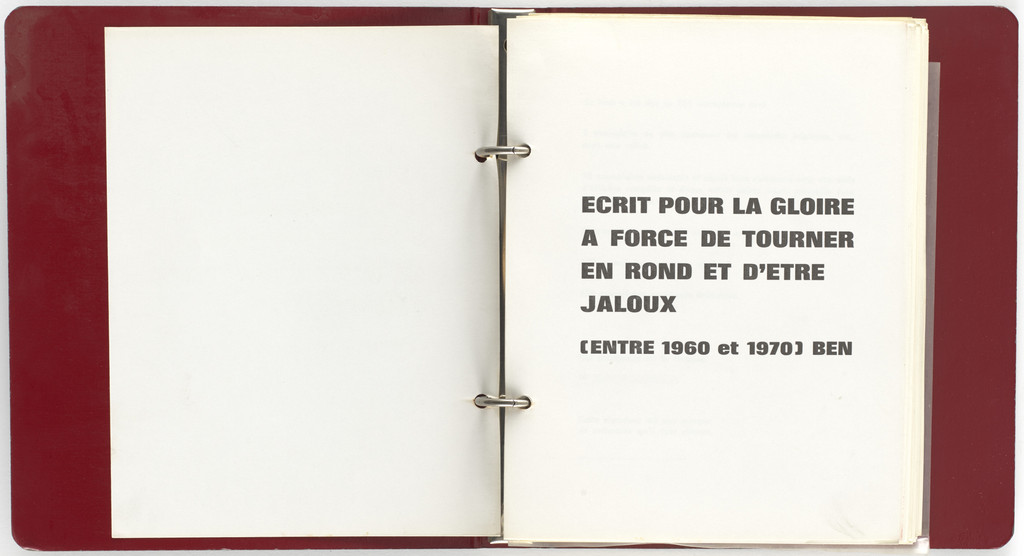 ECRIT POUR LA GLOIRE
A FORCE DE TOURNER
EN ROND ET D'ETRE
JALOUX
(ENTRE 1960 et 1970) BEN